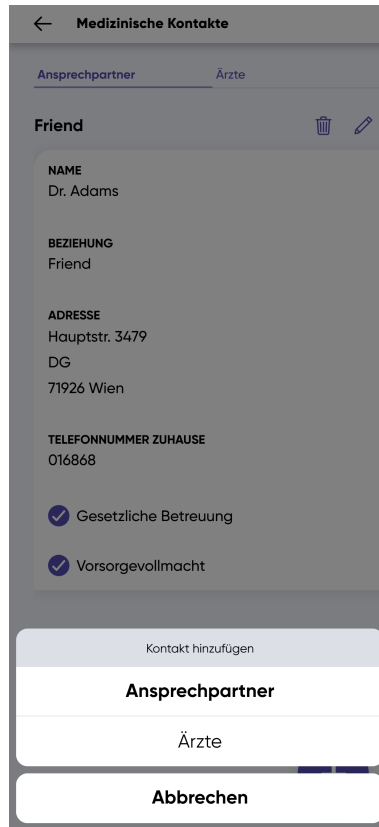 Medizinische Kontakte
Ansprechpartner Ärzte
Friend
NAME
Dr. Adams
BEZIEHUNG
Friend
ADRESSE
Hauptstr. 3479
DG
71926 Wien
TELEFONNUMMER ZUHAUSE
016868
Gesetzliche Betreuung
Vorsorgevollmacht
Kontakt hinzufügen
Ansprechpartner
Ärzte
Abbrechen